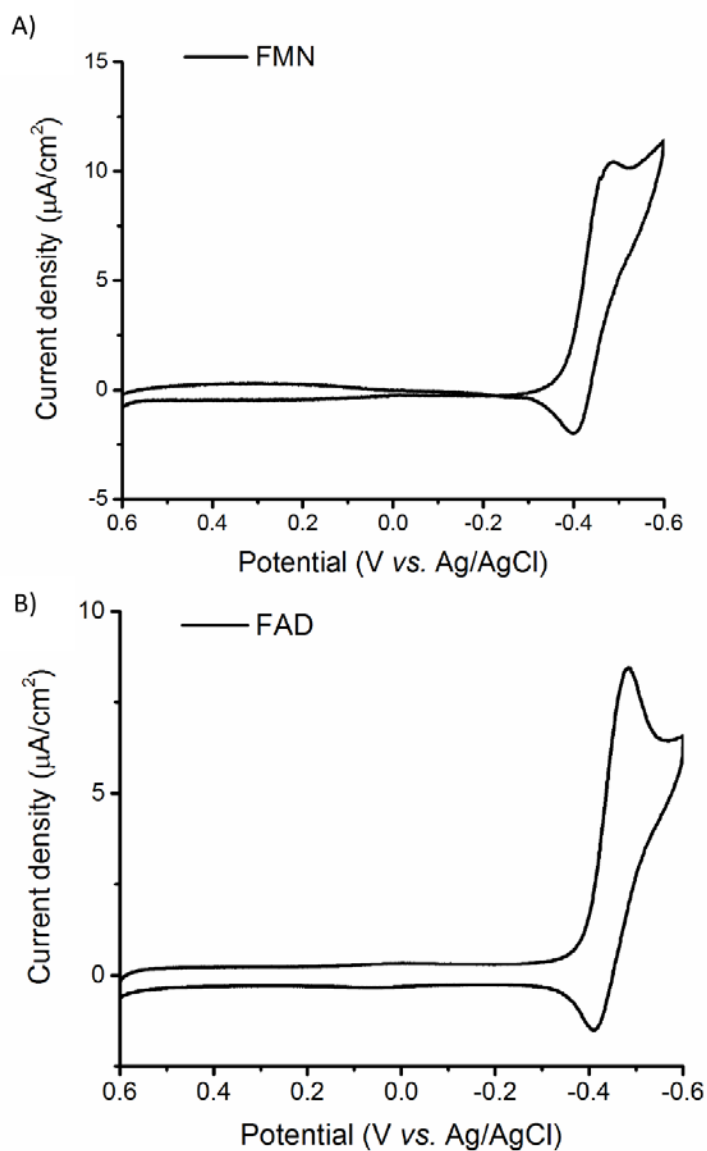 A)
FMN
15
10
5
0
-5
Current density (μA/cm²)
0.6 0.4 0.2 0.0 -0.2 -0.4 -0.6
Potential (V vs. Ag/AgCl)
B)
FAD
10
5
0
Current density (μA/cm²)
0.6 0.4 0.2 0.0 -0.2 -0.4 -0.6
Potential (V vs. Ag/AgCl)